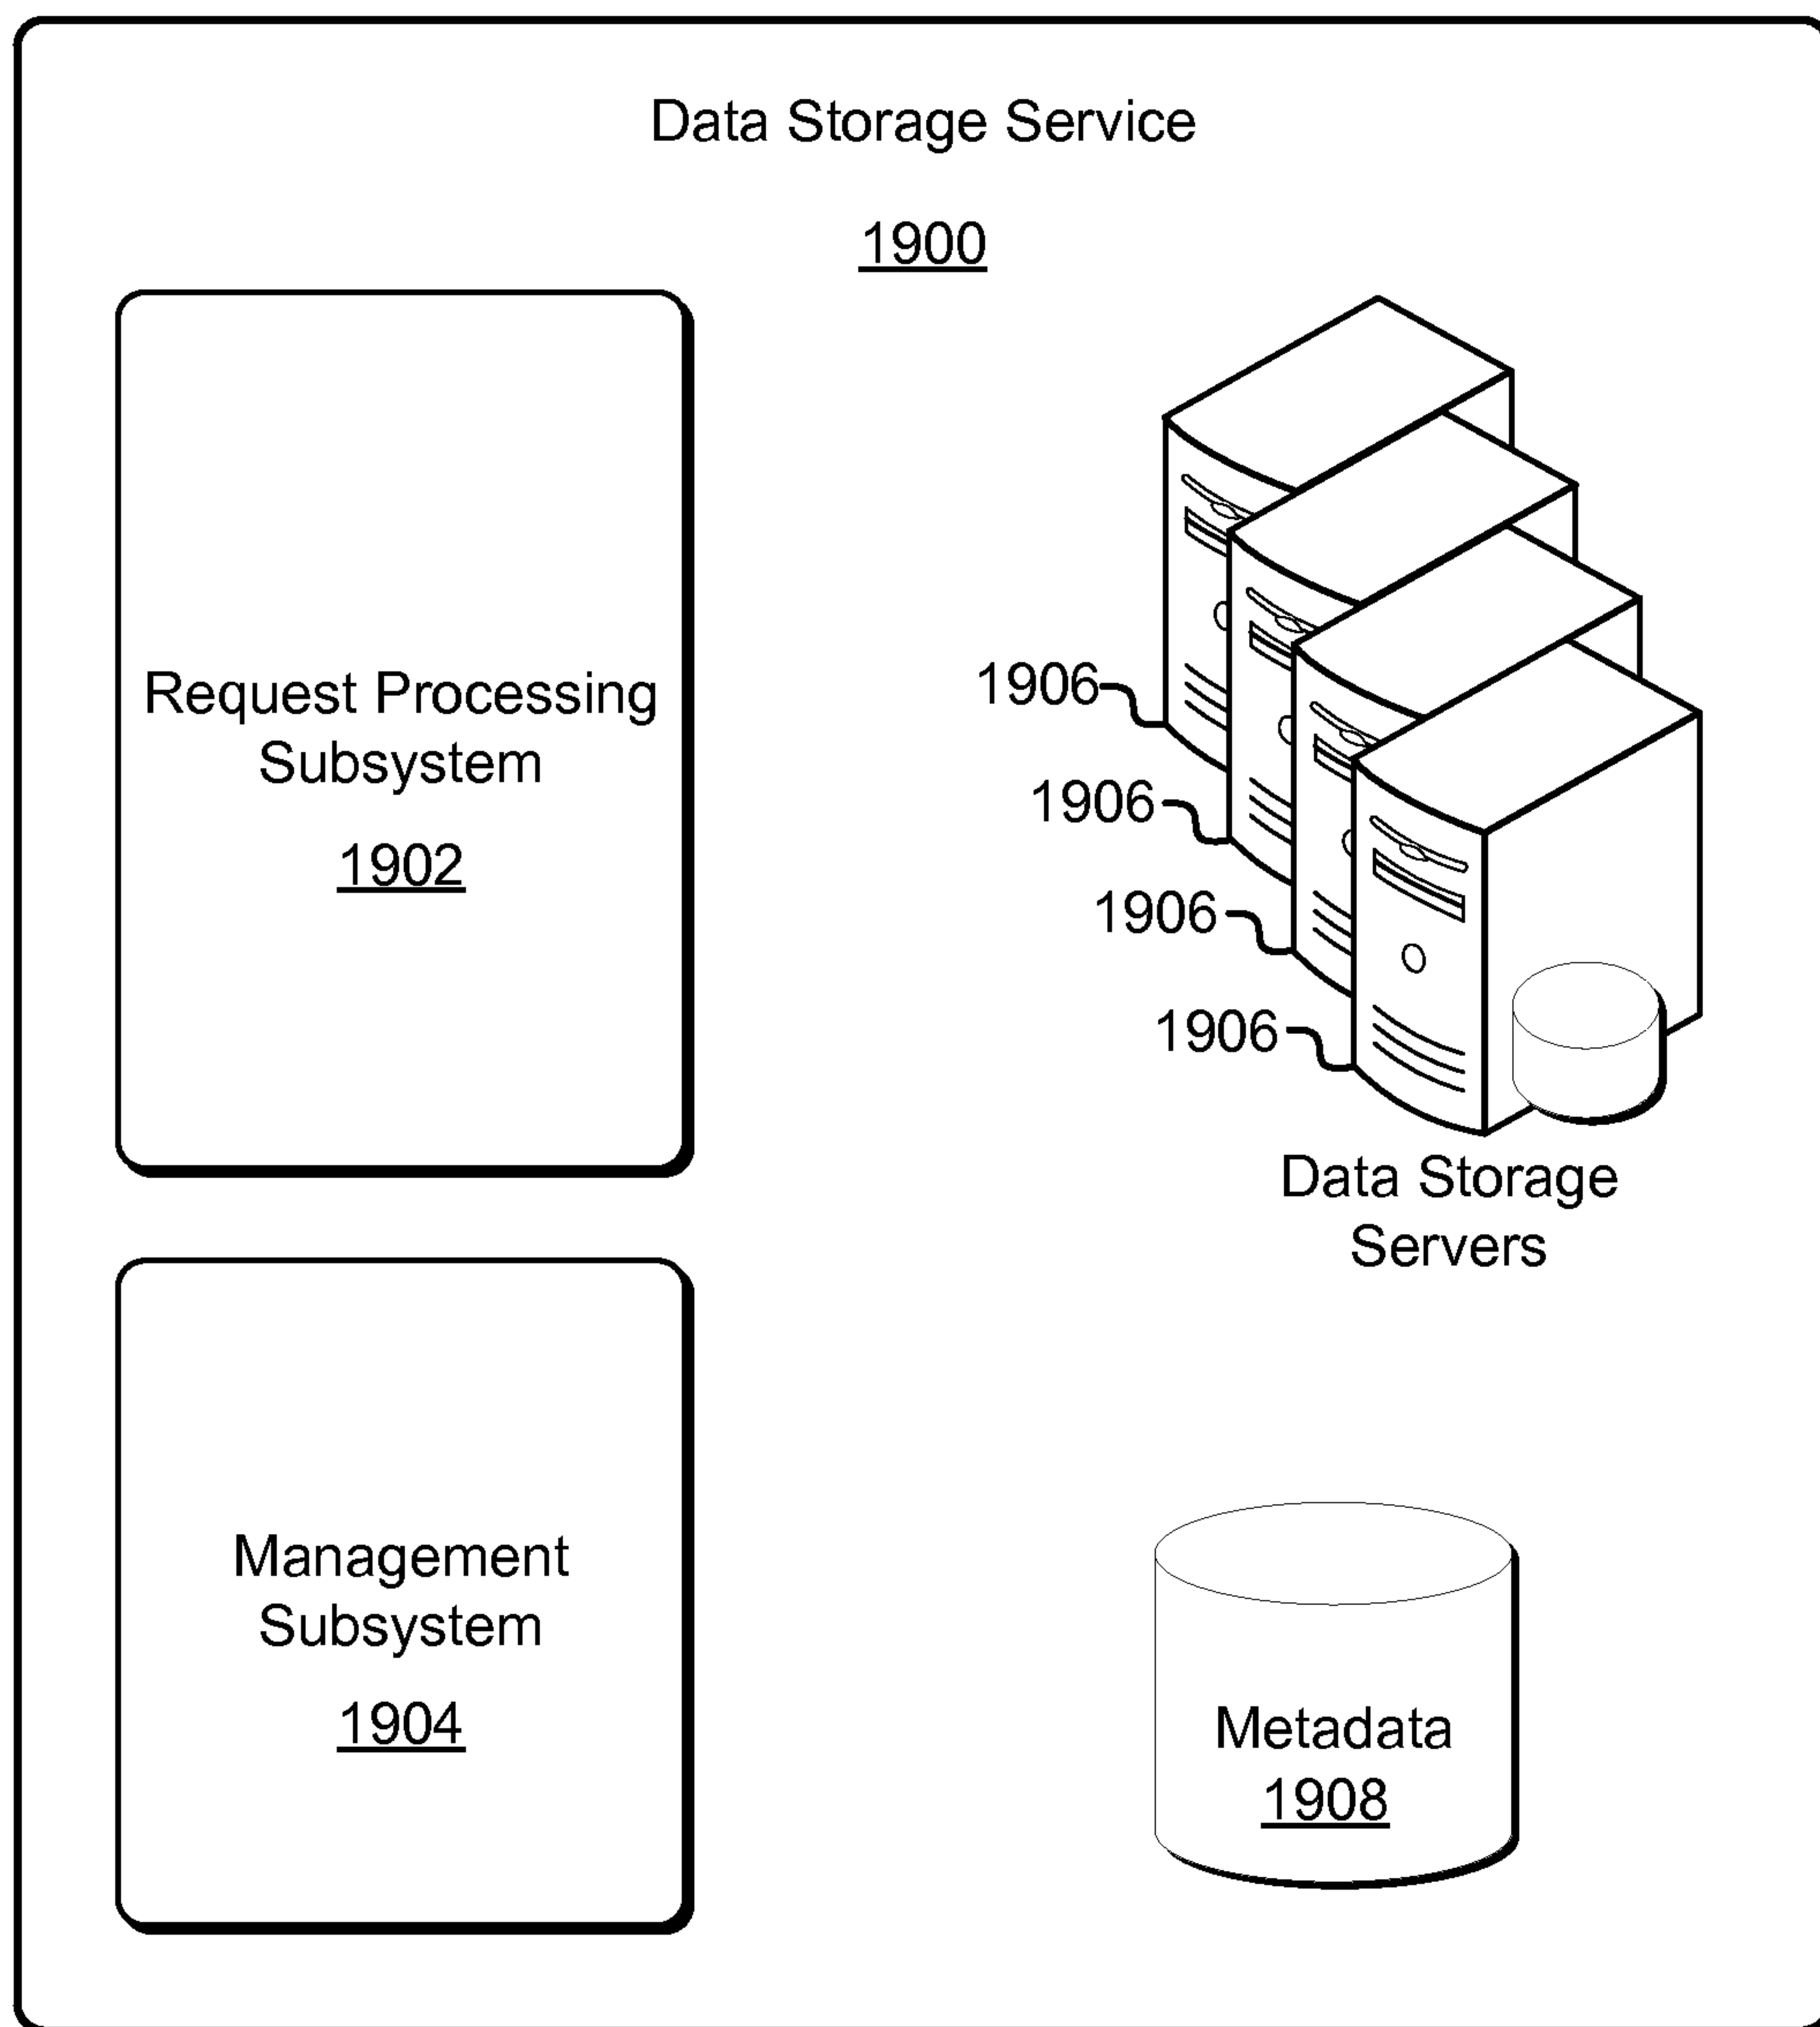 Data Storage Service
1900
Request Processing
Subsystem
1902
1906
1906
1906
1906
Data Storage
Servers
Management
Subsystem
1904
Metadata
1908